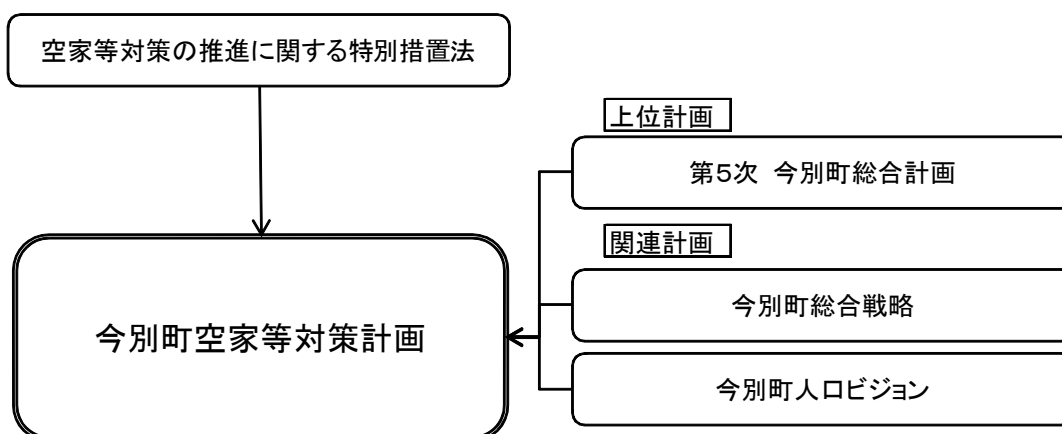 空家等対策の推進に関する特別措置法
上位計画
第5次 今別町総合計画
関連計画
今別町総合戦略
今別町空家等対策計画
今別町人口ビジョン